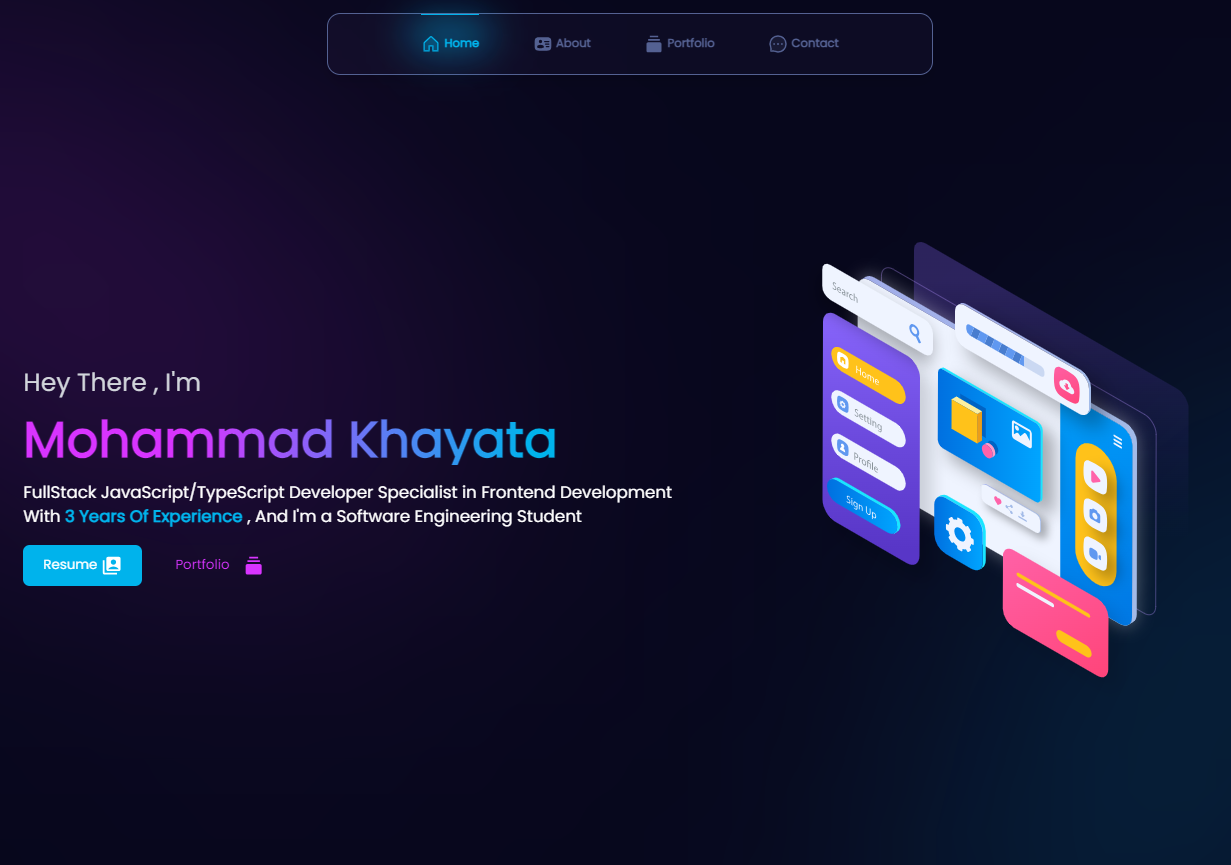 Home About Portfolio Contact
Hey There , I'm
Mohammad Khayata
FullStack JavaScript/TypeScript Developer Specialist in Frontend Development
With 3 Years Of Experience , And I'm a Software Engineering Student
Resume Portfolio
Search
Home
Setting
Profile
Sign Up